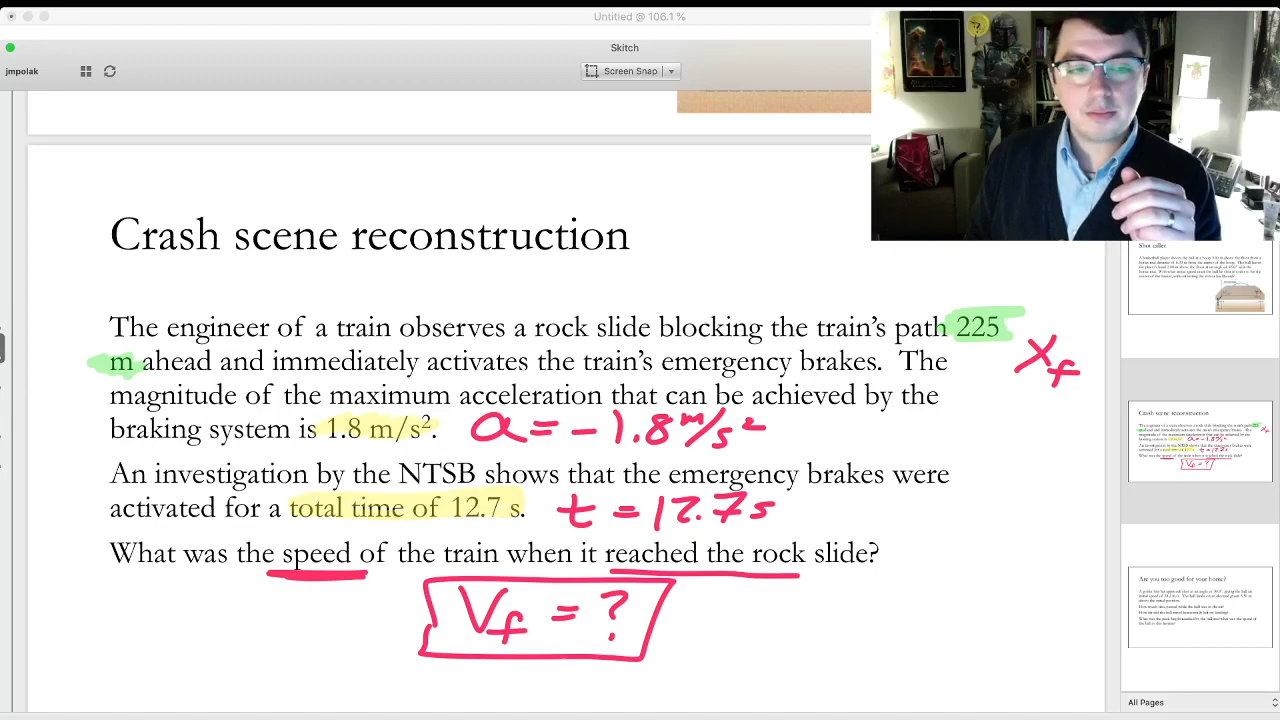 Untitled @ 106.1 %
Skitch
jmpolak
Screen Snap
Crash scene reconstruction
The engineer of a train observes a rock slide blocking the train's path 225
m ahead and immediately activates the train's emergency brakes. The
magnitude of the maximum acceleration that can be achieved by the
braking system is 1.8 m/s².
a = -1.8 m/s²
xf
An investigation by the NTSB shows that the emergency brakes were
activated for a total time of 12.7 s.
t = 12.7s
What was the speed of the train when it reached the rock slide?
Vf = ?
Shot caller
Crash scene reconstruction
Are you too good for your home?
All Pages